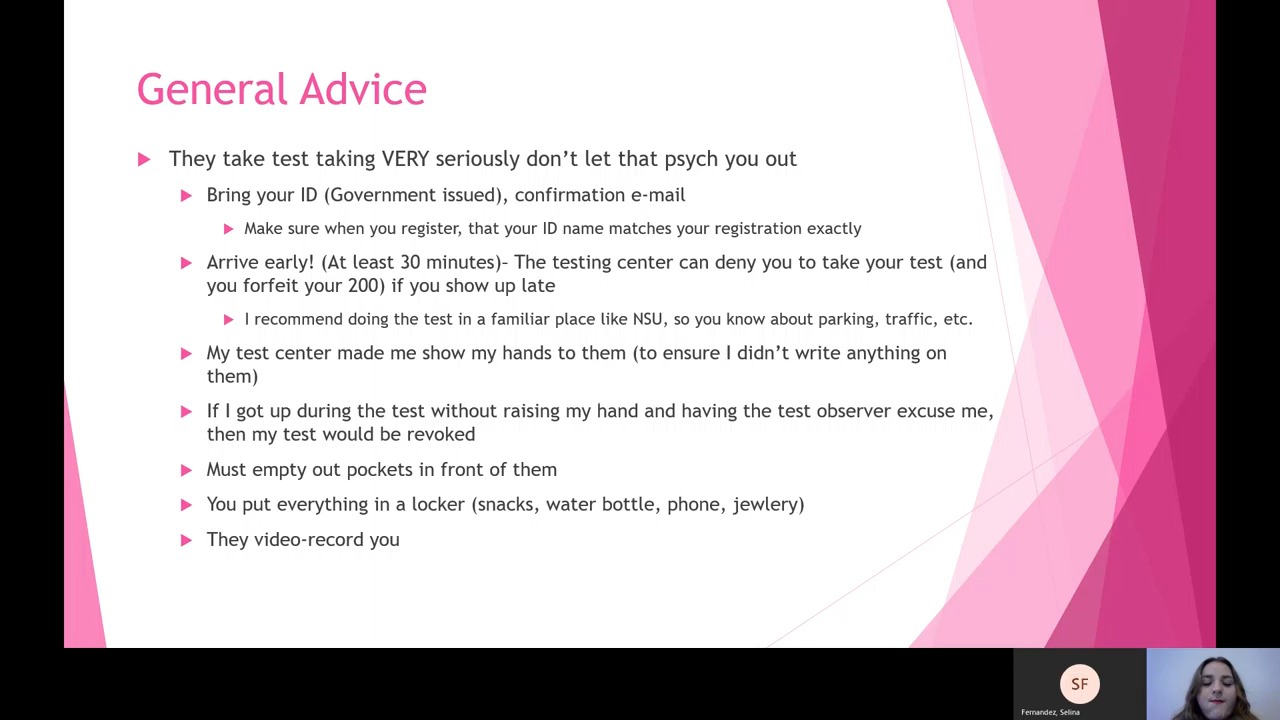 General Advice
They take test taking VERY seriously don't let that psych you out
Bring your ID (Government issued), confirmation e-mail
Make sure when you register, that your ID name matches your registration exactly
Arrive early! (At least 30 minutes)– The testing center can deny you to take your test (and
you forfeit your 200) if you show up late
I recommend doing the test in a familiar place like NSU, so you know about parking, traffic, etc.
My test center made me show my hands to them (to ensure I didn't write anything on
them)
If I got up during the test without raising my hand and having the test observer excuse me,
then my test would be revoked
Must empty out pockets in front of them
You put everything in a locker (snacks, water bottle, phone, jewlery)
They video-record you
SF
Fernandez, Selina